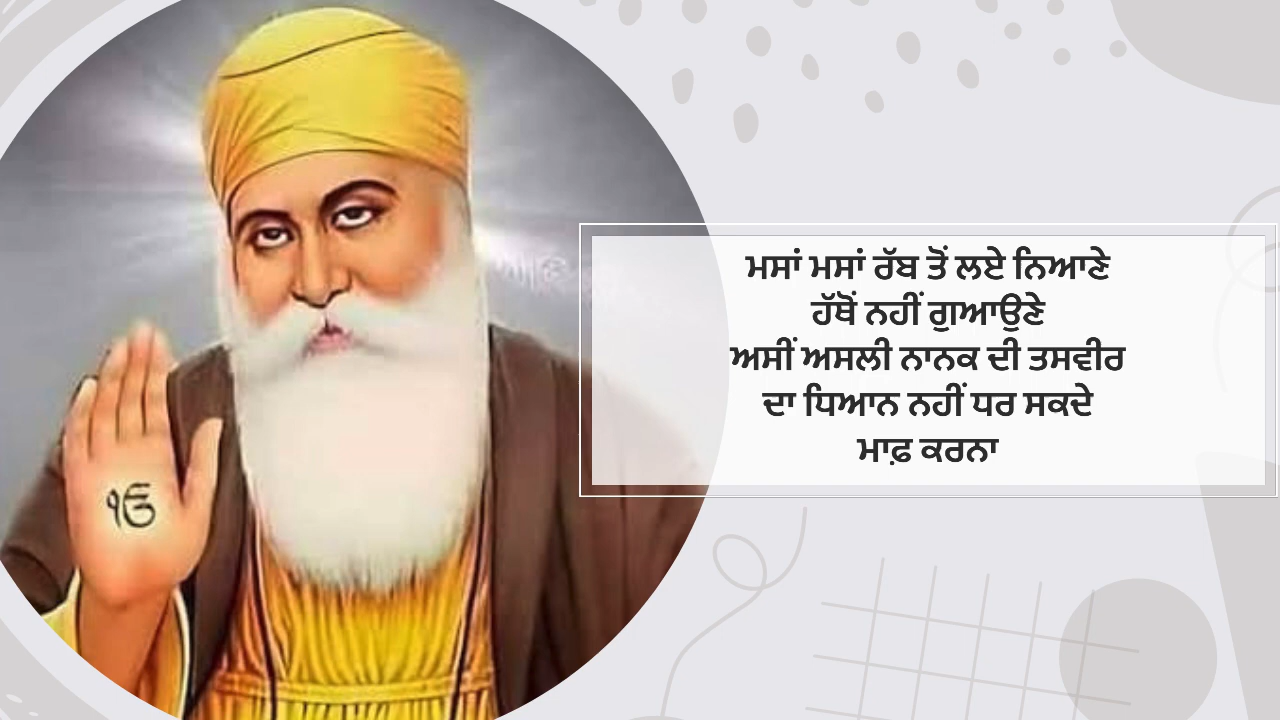 ੴ
ਮਸਾਂ ਮਸਾਂ ਰੱਬ ਤੋਂ ਲਏ ਨਿਆਣੇ
ਹੱਥੋਂ ਨਹੀਂ ਗੁਆਉਣੇ
ਅਸੀਂ ਅਸਲੀ ਨਾਨਕ ਦੀ ਤਸਵੀਰ
ਦਾ ਧਿਆਨ ਨਹੀਂ ਧਰ ਸਕਦੇ
ਮਾਫ਼ ਕਰਨਾ